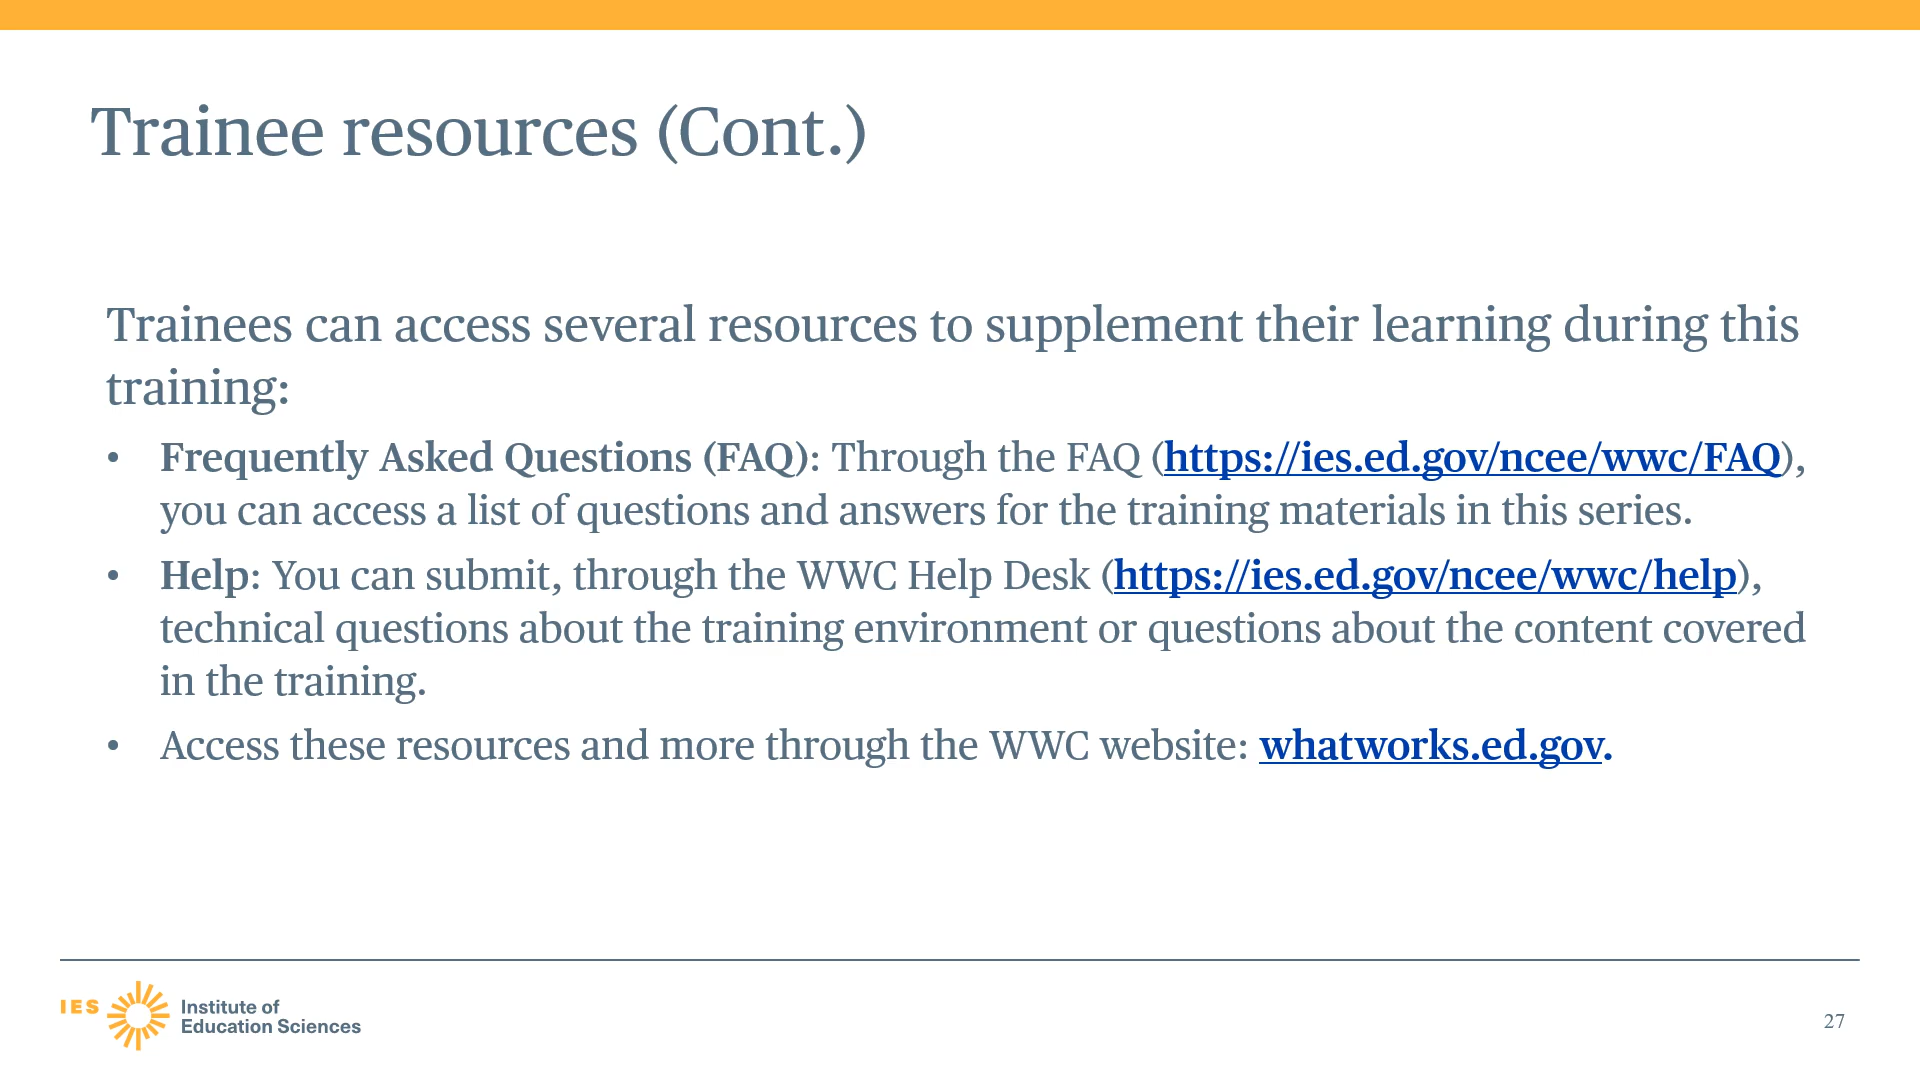 Trainee resources (Cont.)
Trainees can access several resources to supplement their learning during this
training:
• Frequently Asked Questions (FAQ): Through the FAQ (https://ies.ed.gov/ncee/wwc/FAQ),
you can access a list of questions and answers for the training materials in this series.
• Help: You can submit, through the WWC Help Desk (https://ies.ed.gov/ncee/wwc/help),
technical questions about the training environment or questions about the content covered
in the training.
• Access these resources and more through the WWC website: whatworks.ed.gov.
IES
Institute of
Education Sciences
27